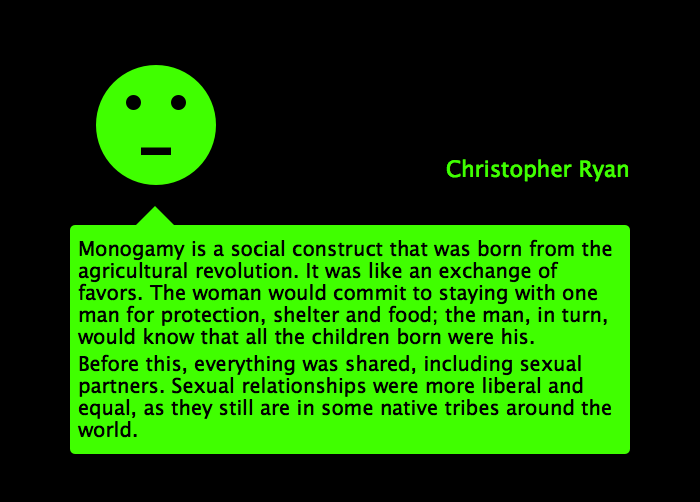 Christopher Ryan
Monogamy is a social construct that was born from the
agricultural revolution. It was like an exchange of
favors. The woman would commit to staying with one
man for protection, shelter and food; the man, in turn,
would know that all the children born were his.
Before this, everything was shared, including sexual
partners. Sexual relationships were more liberal and
equal, as they still are in some native tribes around the
world.